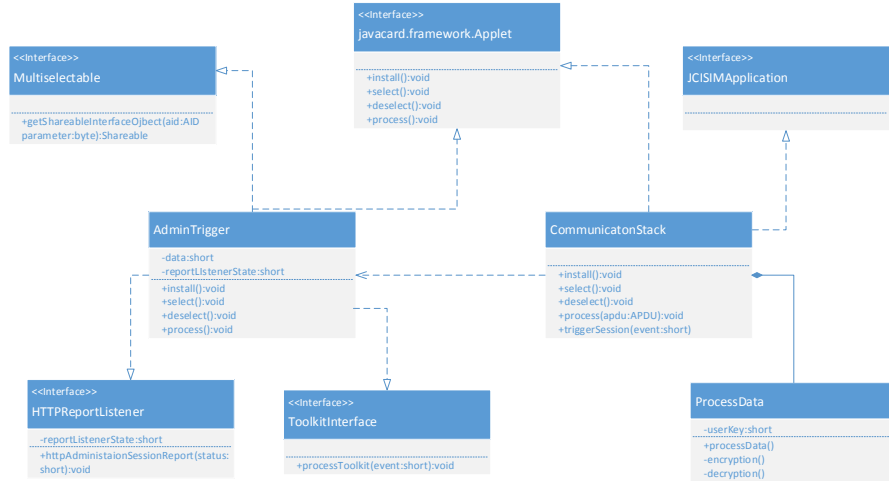 <<Interface>>
javacard.framework.Applet
+install():void
+select():void
+deselect():void
+process():void
<<Interface>>
Multiselectable
+getShareableInterfaceOjbect(aid:AID
parameter:byte):Shareable
<<Interface>>
JCISIMApplication
AdminTrigger
-data:short
-reportLIstenerState:short
+install():void
+select():void
+deselect():void
+process():void
CommunicatonStack
+install():void
+select():void
+deselect():void
+process(apdu:APDU):void
+triggerSession(event:short)
<<Interface>>
HTTPReportListener
-reportListenerState:short
+httpAdministaionSessionReport(status:
short):void
<<Interface>>
ToolkitInterface
+processToolkit(event:short):void
ProcessData
-userKey:short
+processData()
-encryption()
-decryption()